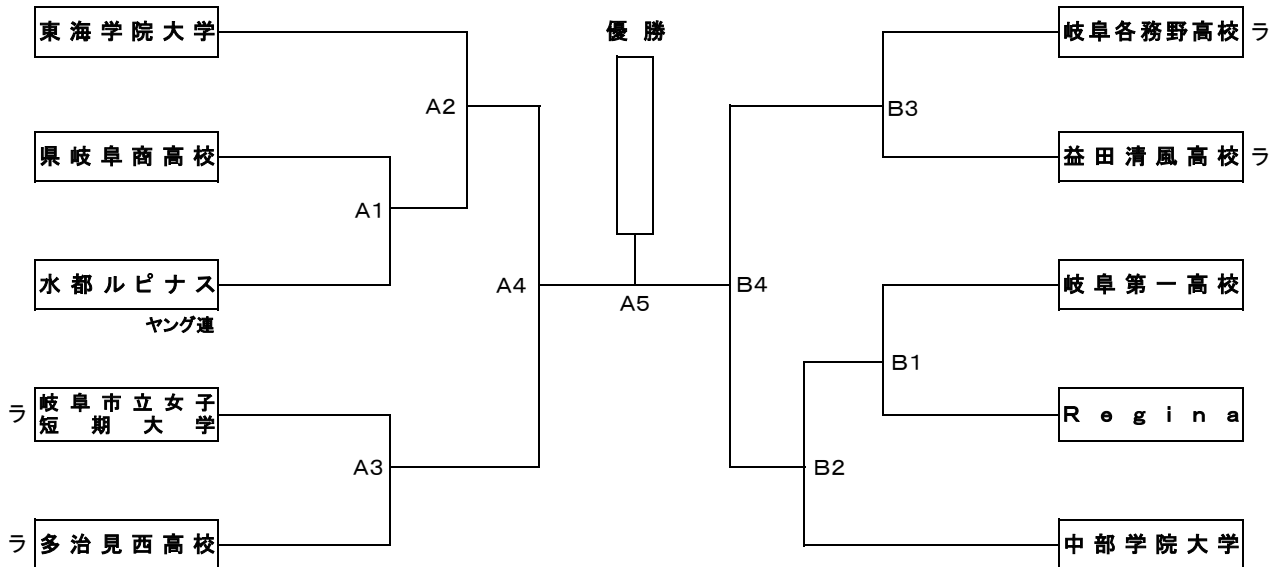 東海学院大学
優勝
岐阜各務野高校 ラ
A2
B3
県岐阜商高校
益田清風高校 ラ
A1
水都ルピナス
ヤング連
A4
A5
B4
岐阜第一高校
B1
ラ 岐阜市立女子
短期大学
Regina
A3
B2
ラ 多治見西高校
中部学院大学